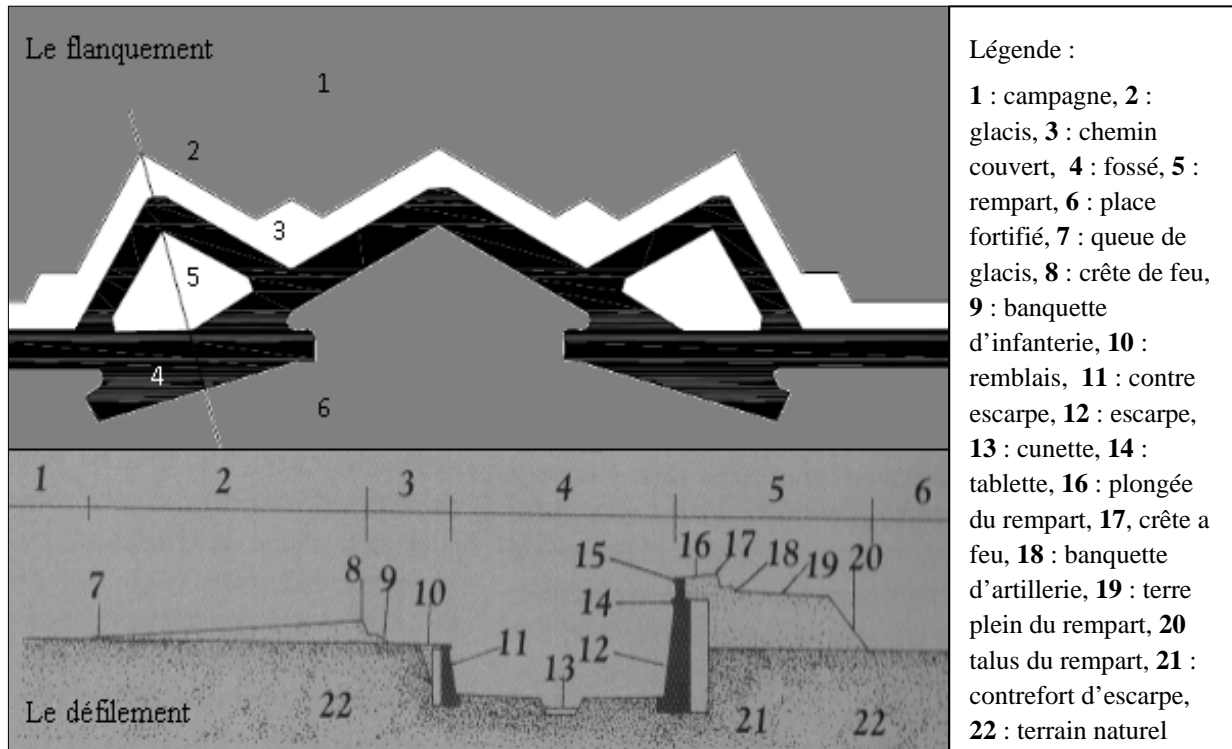 Le flanquement
1
2
3
5
4
6
1 2 3 4 5 6
8 9 10 15 16 17 18 19 20
7
14
11 13 12
22 21 22
Le défilement
Légende :
1 : campagne, 2 :
glacis, 3 : chemin
couvert, 4 : fossé, 5 :
rempart, 6 : place
fortifié, 7 : queue de
glacis, 8 : crête de feu,
9 : banquette
d’infanterie, 10 :
remblais, 11 : contre
escarpe, 12 : escarpe,
13 : cunette, 14 :
tablette, 16 : plongée
du rempart, 17, crête a
feu, 18 : banquette
d’artillerie, 19 : terre
plein du rempart, 20
talus du rempart, 21 :
contrefort d’escarpe,
22 : terrain naturel